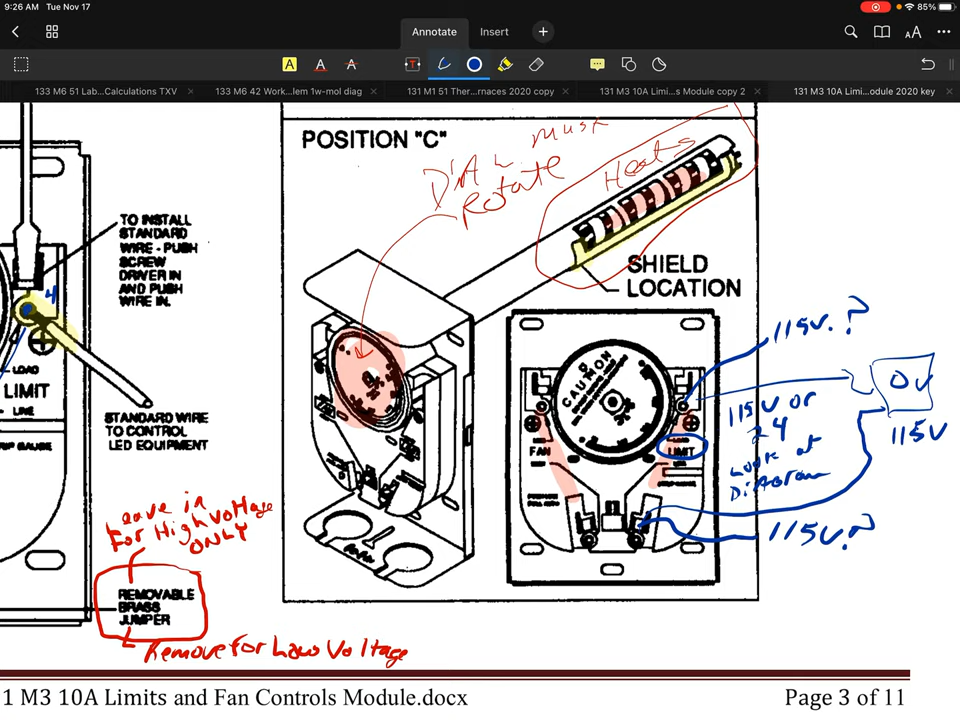 9:26 AM Tue Nov 17
85%
Annotate
Insert
133 M6 51 Lab...Calculations TXV
133 M6 42 Work...lem 1w-mol diag
131 M1 51 Ther...rnaces 2020 copy
131 M3 10A Limi...s Module copy 2
131 M3 10A Limi...odule 2020 key
POSITION "C"
Dial must
Rotate
Heats
SHIELD
LOCATION
TO INSTALL
STANDARD
WIRE - PUSH
SCREW
DRIVER IN
AND PUSH
WIRE IN.
4
LOAD
LIMIT
LINE
STRIP GAUGE
STANDARD WIRE
TO CONTROL
LED EQUIPMENT
CAUTION
FAN
LOAD
LIMIT
115v.?
0v
115V
115V or
24
Look at
Diagram
115V.?
Leave in
For High Voltage
ONLY
REMOVABLE
BRASS
JUMPER
Remove for Low Voltage
1 M3 10A Limits and Fan Controls Module.docx
Page 3 of 11